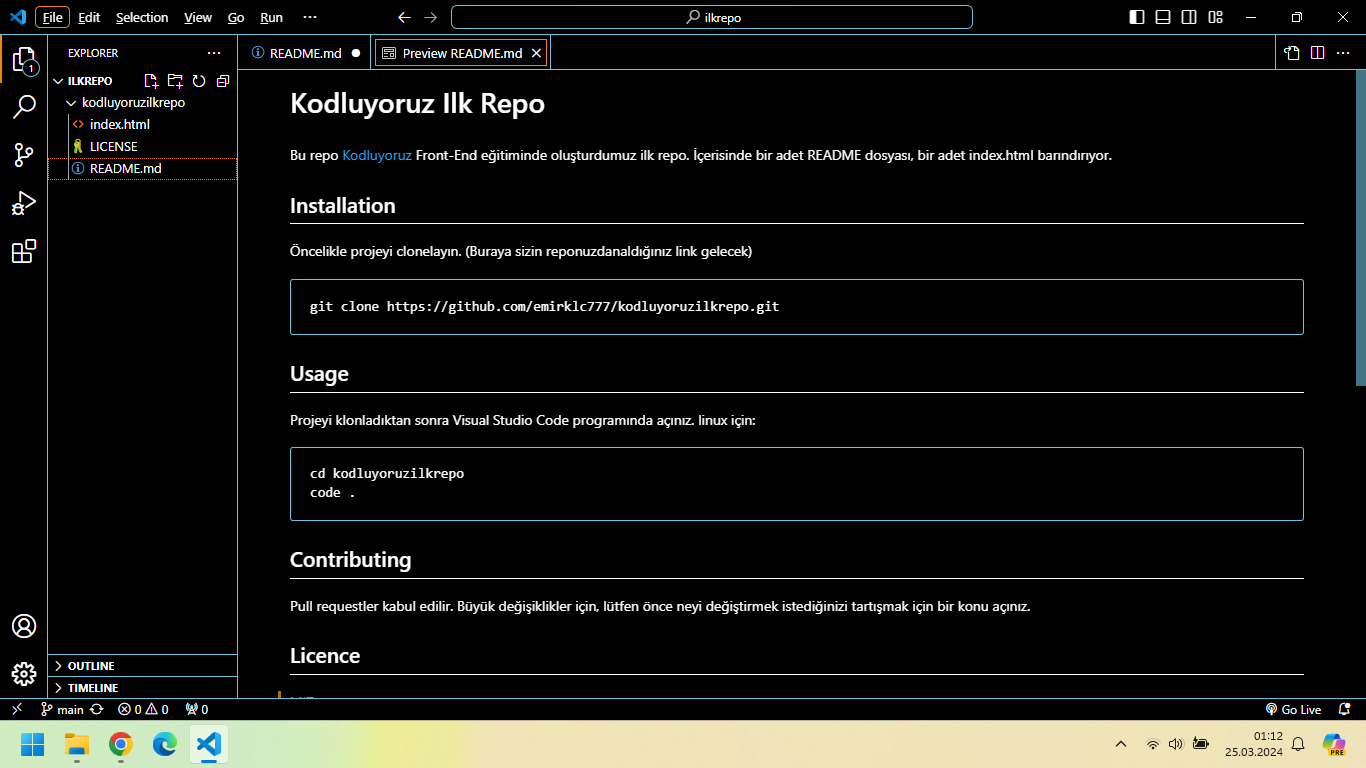 File Edit Selection View Go Run ···
ilkrepo
EXPLORER
README.md
Preview README.md
ILKREPO
kodluyoruzilkrepo
index.html
LICENSE
README.md
OUTLINE
TIMELINE
Kodluyoruz Ilk Repo
Bu repo Kodluyoruz Front-End eğitiminde oluşturdumuz ilk repo. İçerisinde bir adet README dosyası, bir adet index.html barındırıyor.
Installation
Öncelikle projeyi clonelayın. (Buraya sizin reponuzdanaldığınız link gelecek)
git clone https://github.com/emirklc777/kodluyoruzilkrepo.git
Usage
Projeyi klonladıktan sonra Visual Studio Code programında açınız. linux için:
cd kodluyoruzilkrepo
code .
Contributing
Pull requestler kabul edilir. Büyük değişiklikler için, lütfen önce neyi değiştirmek istediğinizi tartışmak için bir konu açınız.
Licence
1
main 0 0 0 Go Live
01:12
25.03.2024
PRE